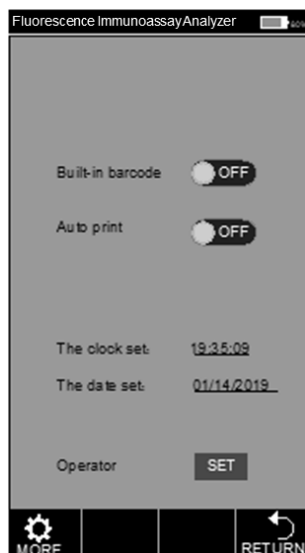 Fluorescence Immunoassay Analyzer
Built-in barcode OFF
Auto print OFF
The clock set: 19:35:09
The date set: 01/14/2019
Operator SET
MORE RETURN